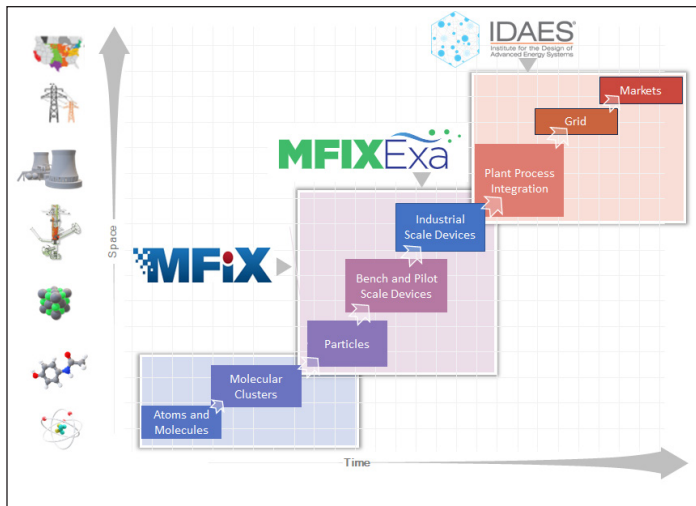 IDAES®
Institute for the Design of
Advanced Energy Systems
Markets
Grid
MFIXExa
Plant Process
Integration
Industrial
Scale Devices
Space
MFiX
Bench and Pilot
Scale Devices
Particles
Molecular
Clusters
Atoms and
Molecules
Time